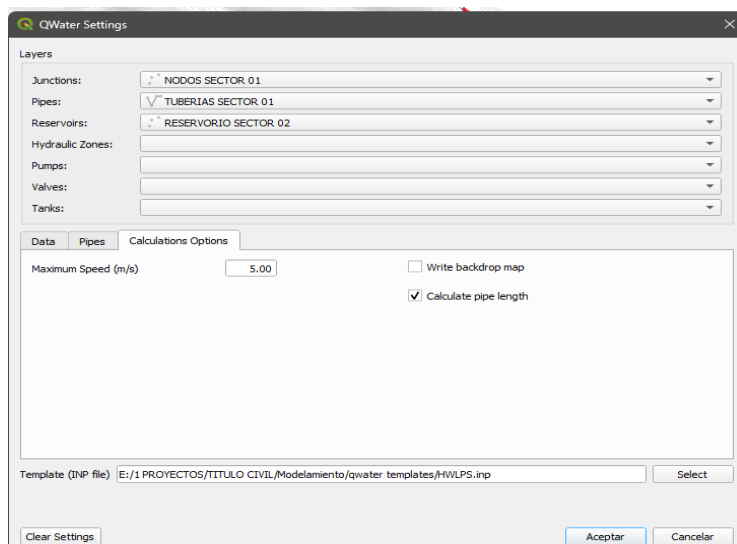 QWater Settings
Layers
Junctions: NODOS SECTOR 01
Pipes: TUBERIAS SECTOR 01
Reservoirs: RESERVORIO SECTOR 02
Hydraulic Zones:
Pumps:
Valves:
Tanks:
Data Pipes Calculations Options
Maximum Speed (m/s) 5.00 Write backdrop map
Calculate pipe length
Template (INP file) E:/1 PROYECTOS/TITULO CIVIL/Modelamiento/qwater templates/HWLPS.inp Select
Clear Settings Aceptar Cancelar